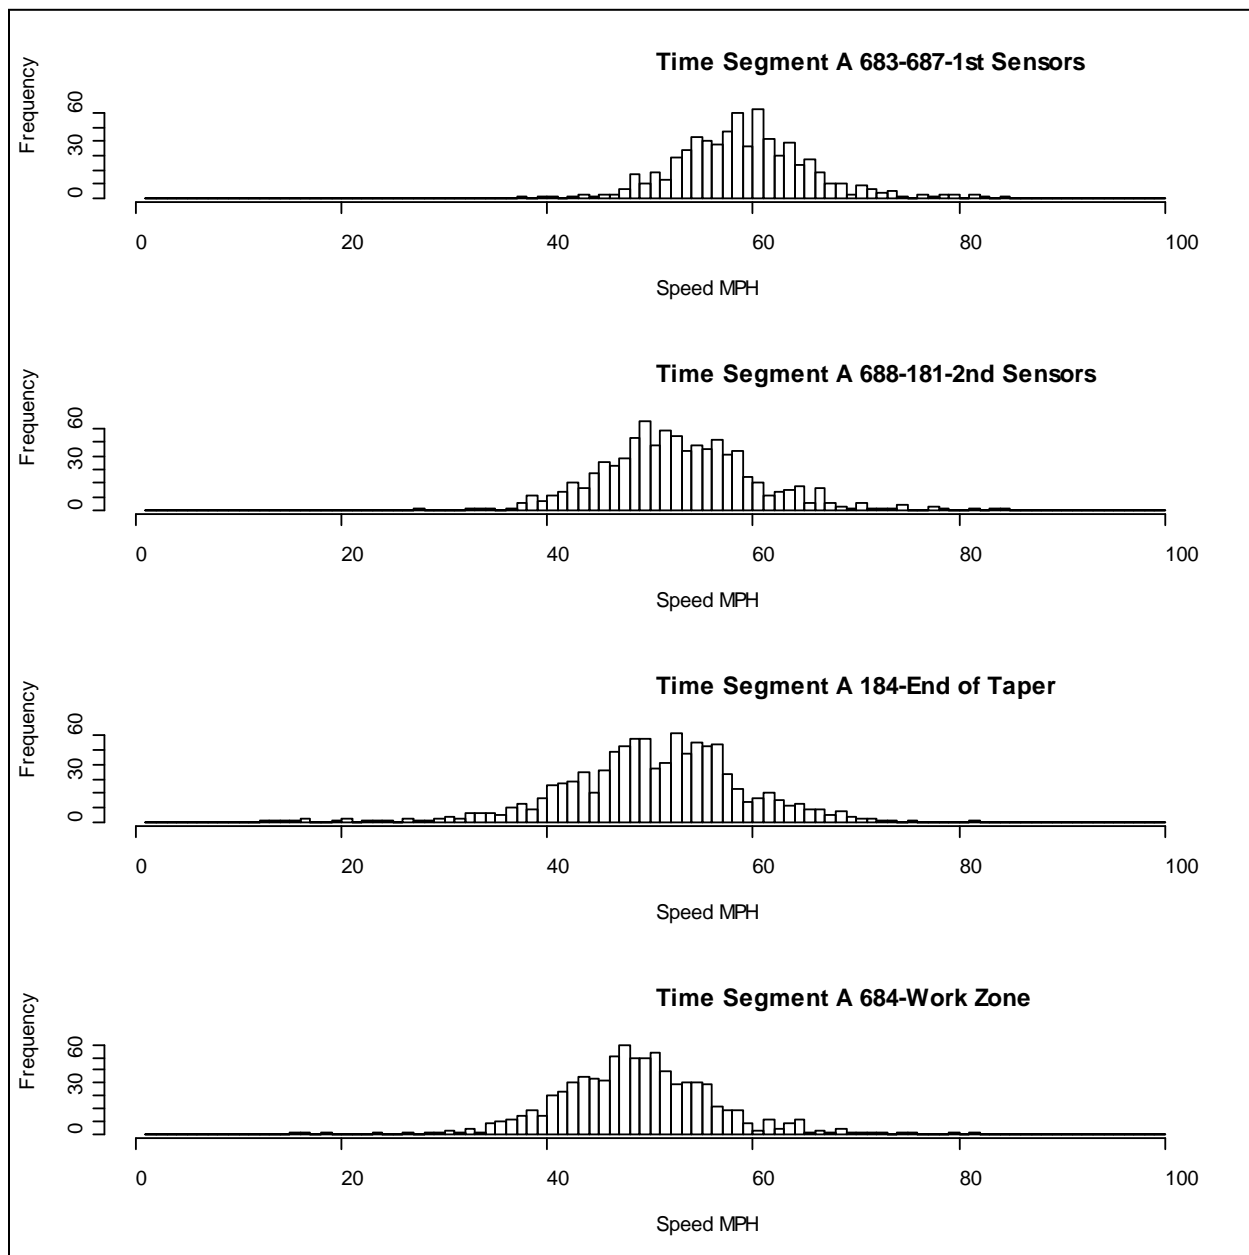 Time Segment A 683-687-1st Sensors
Frequency
60
30
0
0 20 40 60 80 100
Speed MPH
Time Segment A 688-181-2nd Sensors
Frequency
60
30
0
0 20 40 60 80 100
Speed MPH
Time Segment A 184-End of Taper
Frequency
60
30
0
0 20 40 60 80 100
Speed MPH
Time Segment A 684-Work Zone
Frequency
60
30
0
0 20 40 60 80 100
Speed MPH